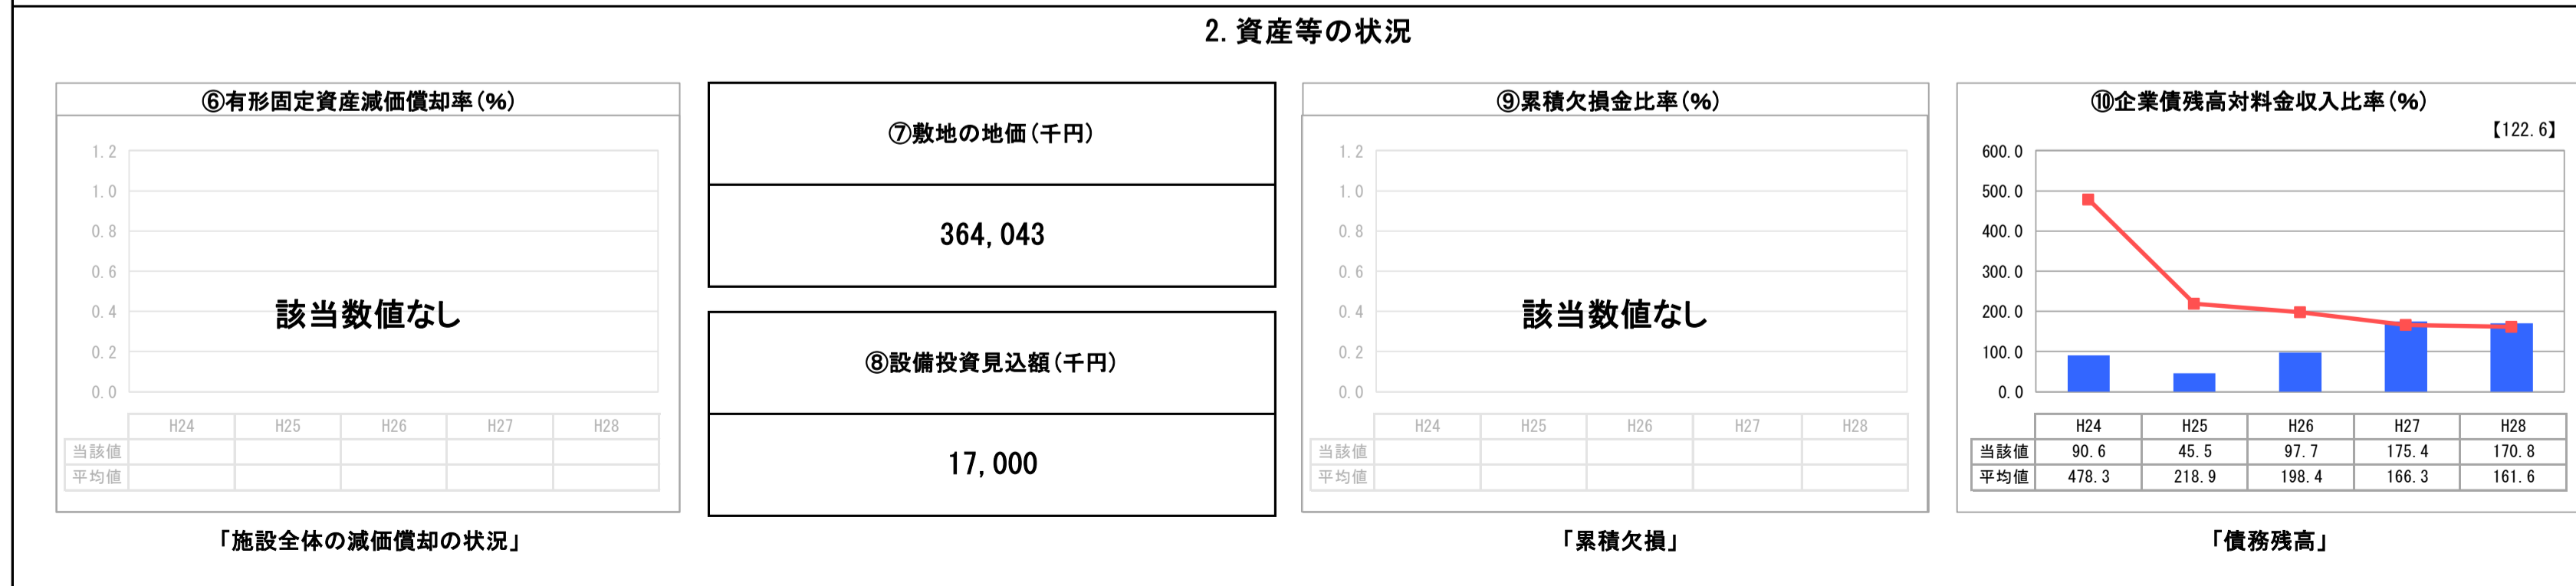 2.資産等の状況
⑥有形固定資産減価償却率(%)
1.2
1.0
0.8
0.6
0.4
0.2
0.0
該当数値なし
H24 H25 H26 H27 H28
当該値
平均値
「施設全体の減価償却の状況」
⑦敷地の地価(千円)
364,043
⑧設備投資見込額(千円)
17,000
⑨累積欠損金比率(%)
1.2
1.0
0.8
0.6
0.4
0.2
0.0
該当数値なし
H24 H25 H26 H27 H28
当該値
平均値
「累積欠損」
⑩企業債残高対料金収入比率(%)
【122.6】
600.0
500.0
400.0
300.0
200.0
100.0
0.0
H24 H25 H26 H27 H28
当該値 90.6 45.5 97.7 175.4 170.8
平均値 478.3 218.9 198.4 166.3 161.6
「債務残高」